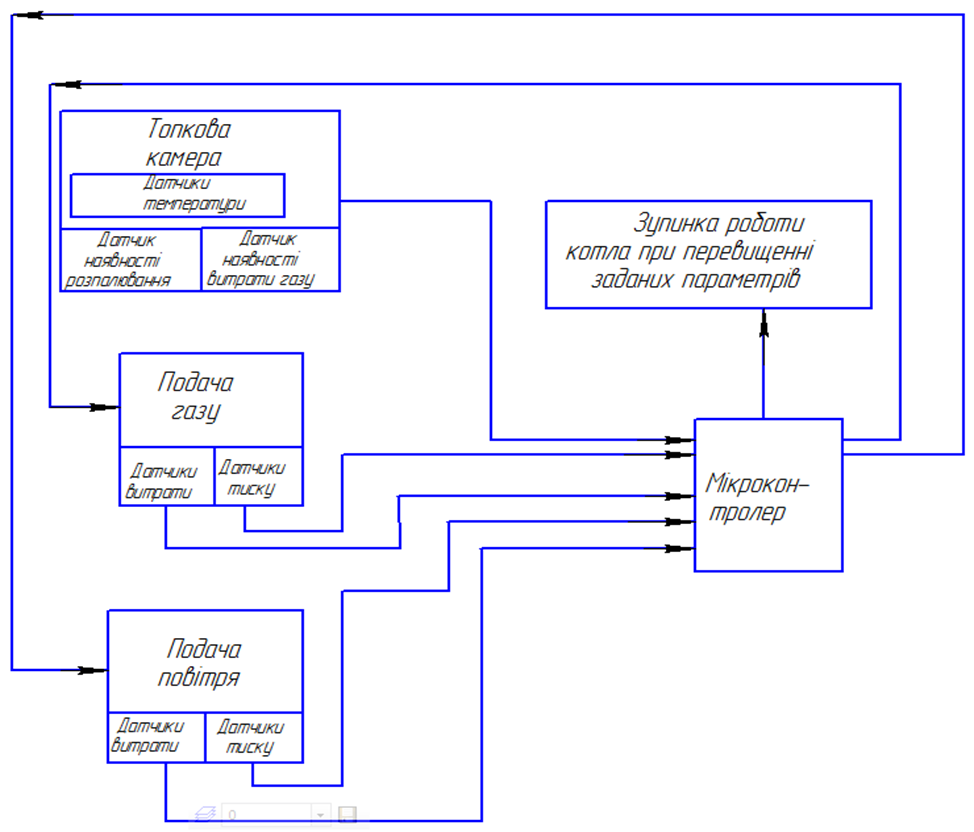 Топкова
камера
Датчики
температури
Датчик
наявності
розпалювання
Датчик
наявності
витрати газу
Зупинка роботи
котла при перевищенні
заданих параметрів
Подача
газу
Датчики
витрати
Датчики
тиску
Мікрокон-
тролер
Подача
повітря
Датчики
витрати
Датчики
тиску
0